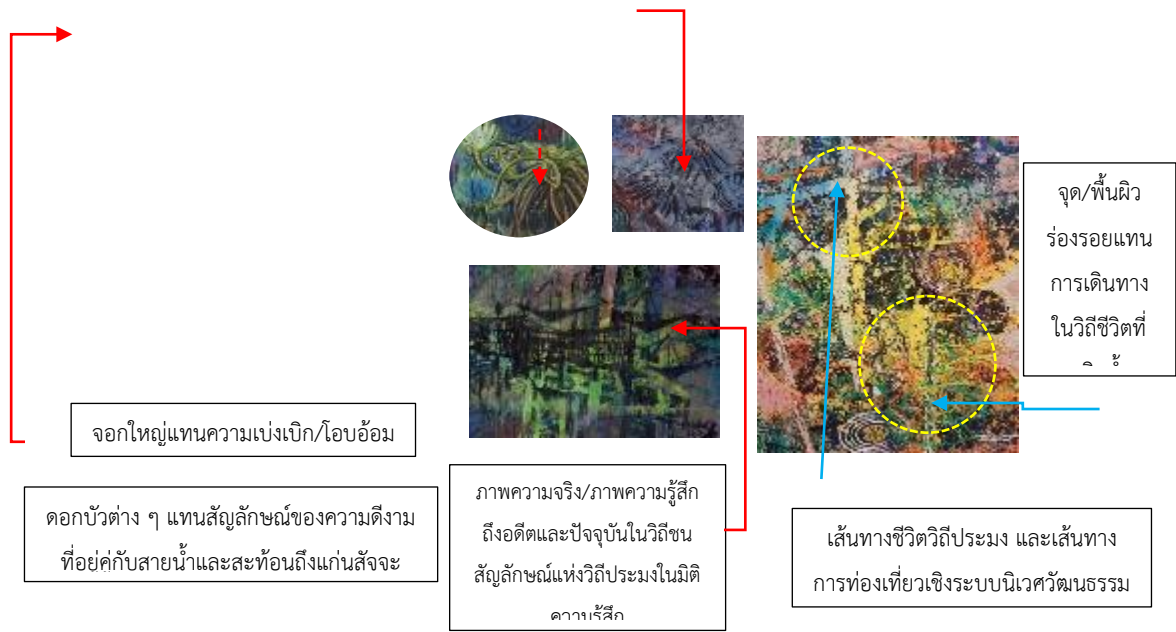 จุด/พื้นผิว
ร่องรอยแทน
การเดินทาง
ในวิถีชีวิตที่
จอกใหญ่แทนความเบ่งเบิก/โอบอ้อม
ดอกบัวต่าง ๆ แทนสัญลักษณ์ของความดีงาม
ที่อยู่คู่กับสายน้ำและสะท้อนถึงแก่นสัจจะ
ภาพความจริง/ภาพความรู้สึก
ถึงอดีตและปัจจุบันในวิถีชน
สัญลักษณ์แห่งวิถีประมงในมิติ
ความรู้สึก
เส้นทางชีวิตวิถีประมง และเส้นทาง
การท่องเที่ยวเชิงระบบนิเวศวัฒนธรรม